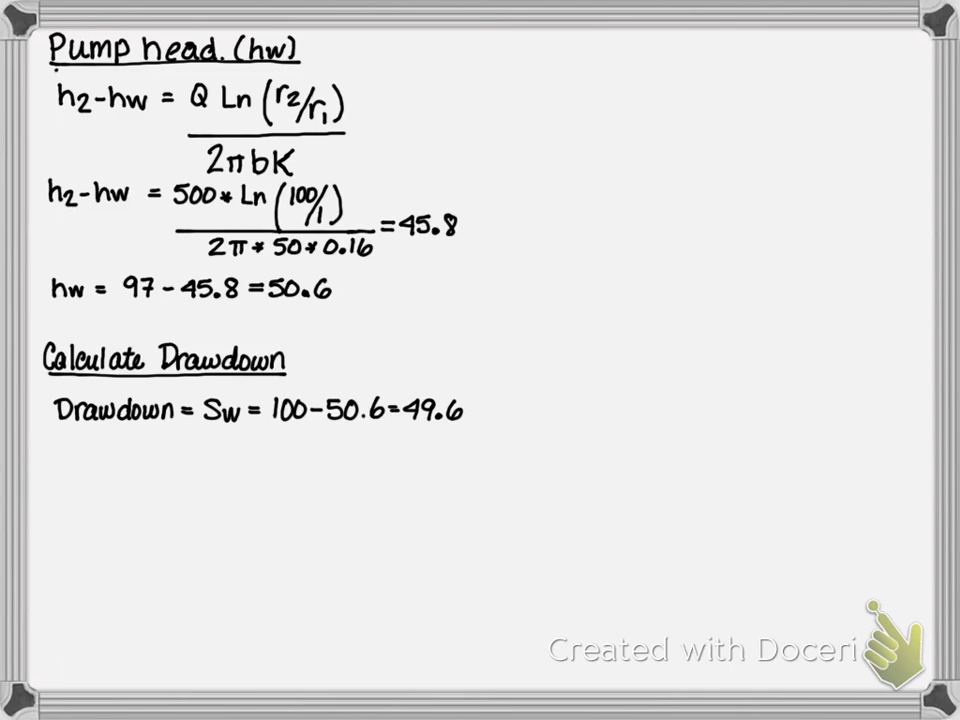 Pump head. (hw)
h2-hw = Q Ln (r2/r1)
2πbK
h2-hw = 500* Ln (100/1)
2π* 50*0.16 = 45.8
hw = 97-45.8=50.6
Calculate Drawdown
Drawdown = Sw = 100-50.6=49.6
Created with Doceri